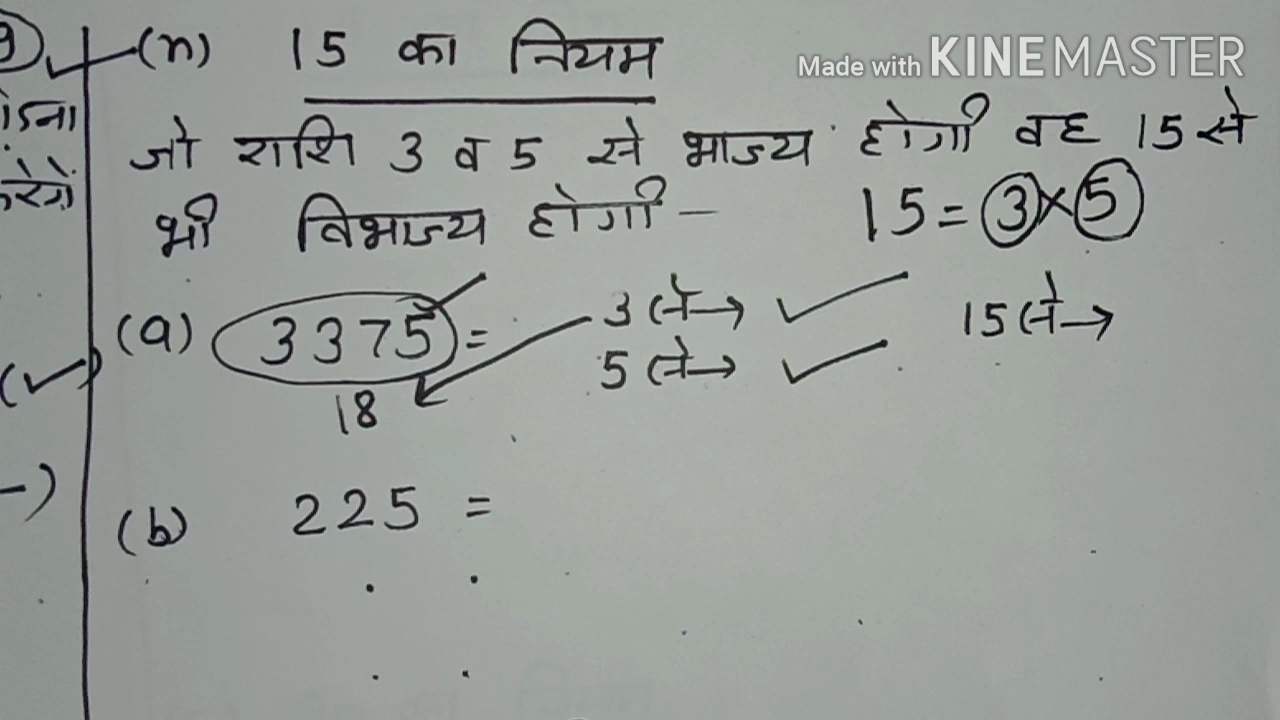 (n) 15 का नियम
Made with KINEMASTER
जो राशि 3 व 5 से भाज्य होगी वह 15 से
भी विभाज्य होगी -
15 = 3 × 5
(a) 3375 = 3 से → ✓ 15 से →
5 से → ✓
18
(b) 225 =